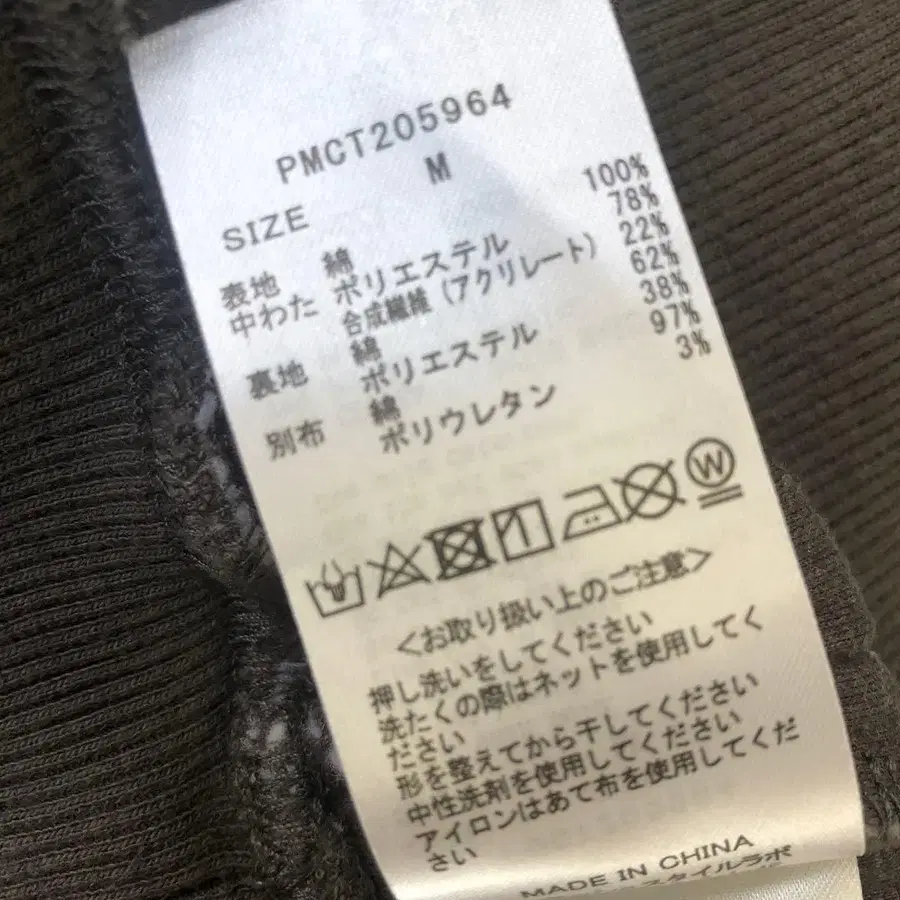 PMCT205964
SIZE M
表地 綿 100%
中わた ポリエステル 78%
合成繊維(アクリレート) 22%
裏地 綿 62%
ポリエステル 38%
別布 綿 97%
ポリウレタン 3%
W
<お取り扱い上のご注意>
押し洗いをしてください
洗たくの際はネットを使用してく
ださい
形を整えてから干してください
中性洗剤を使用してください
アイロンはあて布を使用してくだ
さい
MADE IN CHINA
スタイルラボ